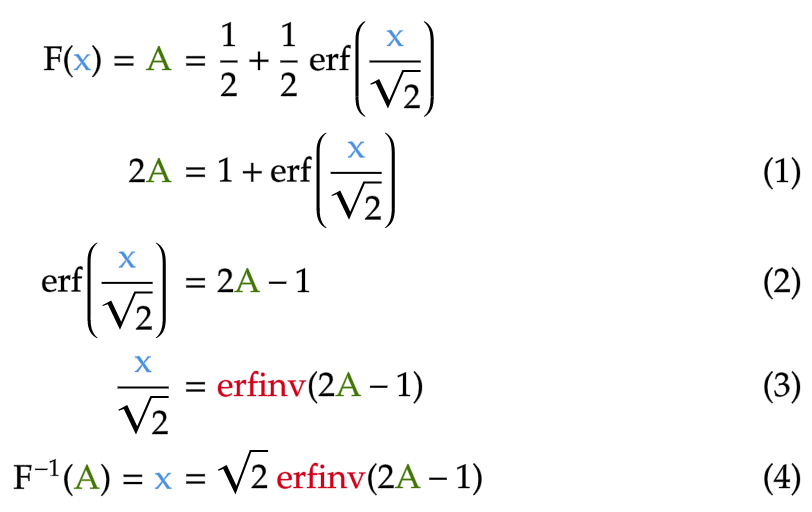 F(x) = A = 1/2 + 1/2 erf(x/√2)
2A = 1 + erf(x/√2) (1)
erf(x/√2) = 2A − 1 (2)
x/√2 = erfinv(2A − 1) (3)
F⁻¹(A) = x = √2 erfinv(2A − 1) (4)